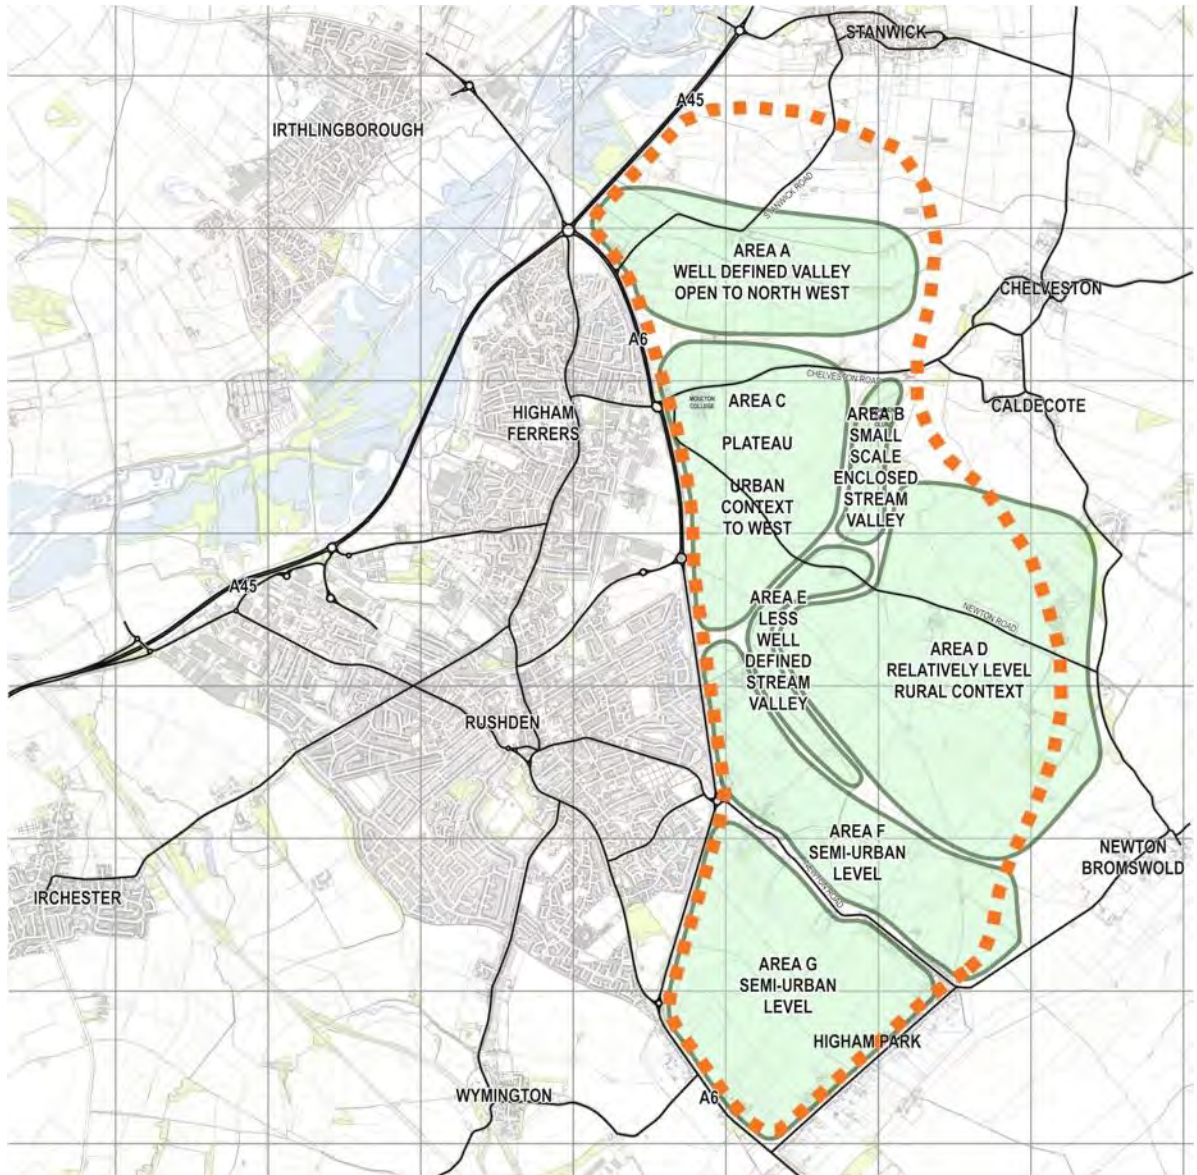 STANWICK
A45
IRTHLINGBOROUGH
STANWICK ROAD
AREA A
WELL DEFINED VALLEY
OPEN TO NORTH WEST
CHELVESTON
A6
CHELVESTON ROAD
MOULTON
COLLEGE
AREA C
PLATEAU
URBAN
CONTEXT
TO WEST
AREA B
SMALL
SCALE
ENCLOSED
STREAM
VALLEY
CALDECOTE
HIGHAM
FERRERS
A45
AREA E
LESS
WELL
DEFINED
STREAM
VALLEY
NEWTON ROAD
AREA D
RELATIVELY LEVEL
RURAL CONTEXT
RUSHDEN
AREA F
SEMI-URBAN
LEVEL
NEWTON
BROMSWOLD
IRCHESTER
AREA G
SEMI-URBAN
LEVEL
HIGHAM PARK
WYMINGTON
A6